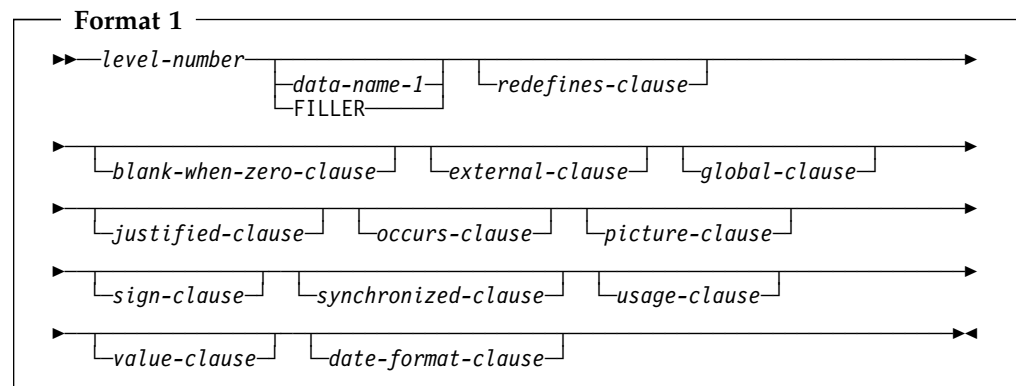 Format 1
level-number
data-name-1 redefines-clause
FILLER
blank-when-zero-clause external-clause global-clause
justified-clause occurs-clause picture-clause
sign-clause synchronized-clause usage-clause
value-clause date-format-clause